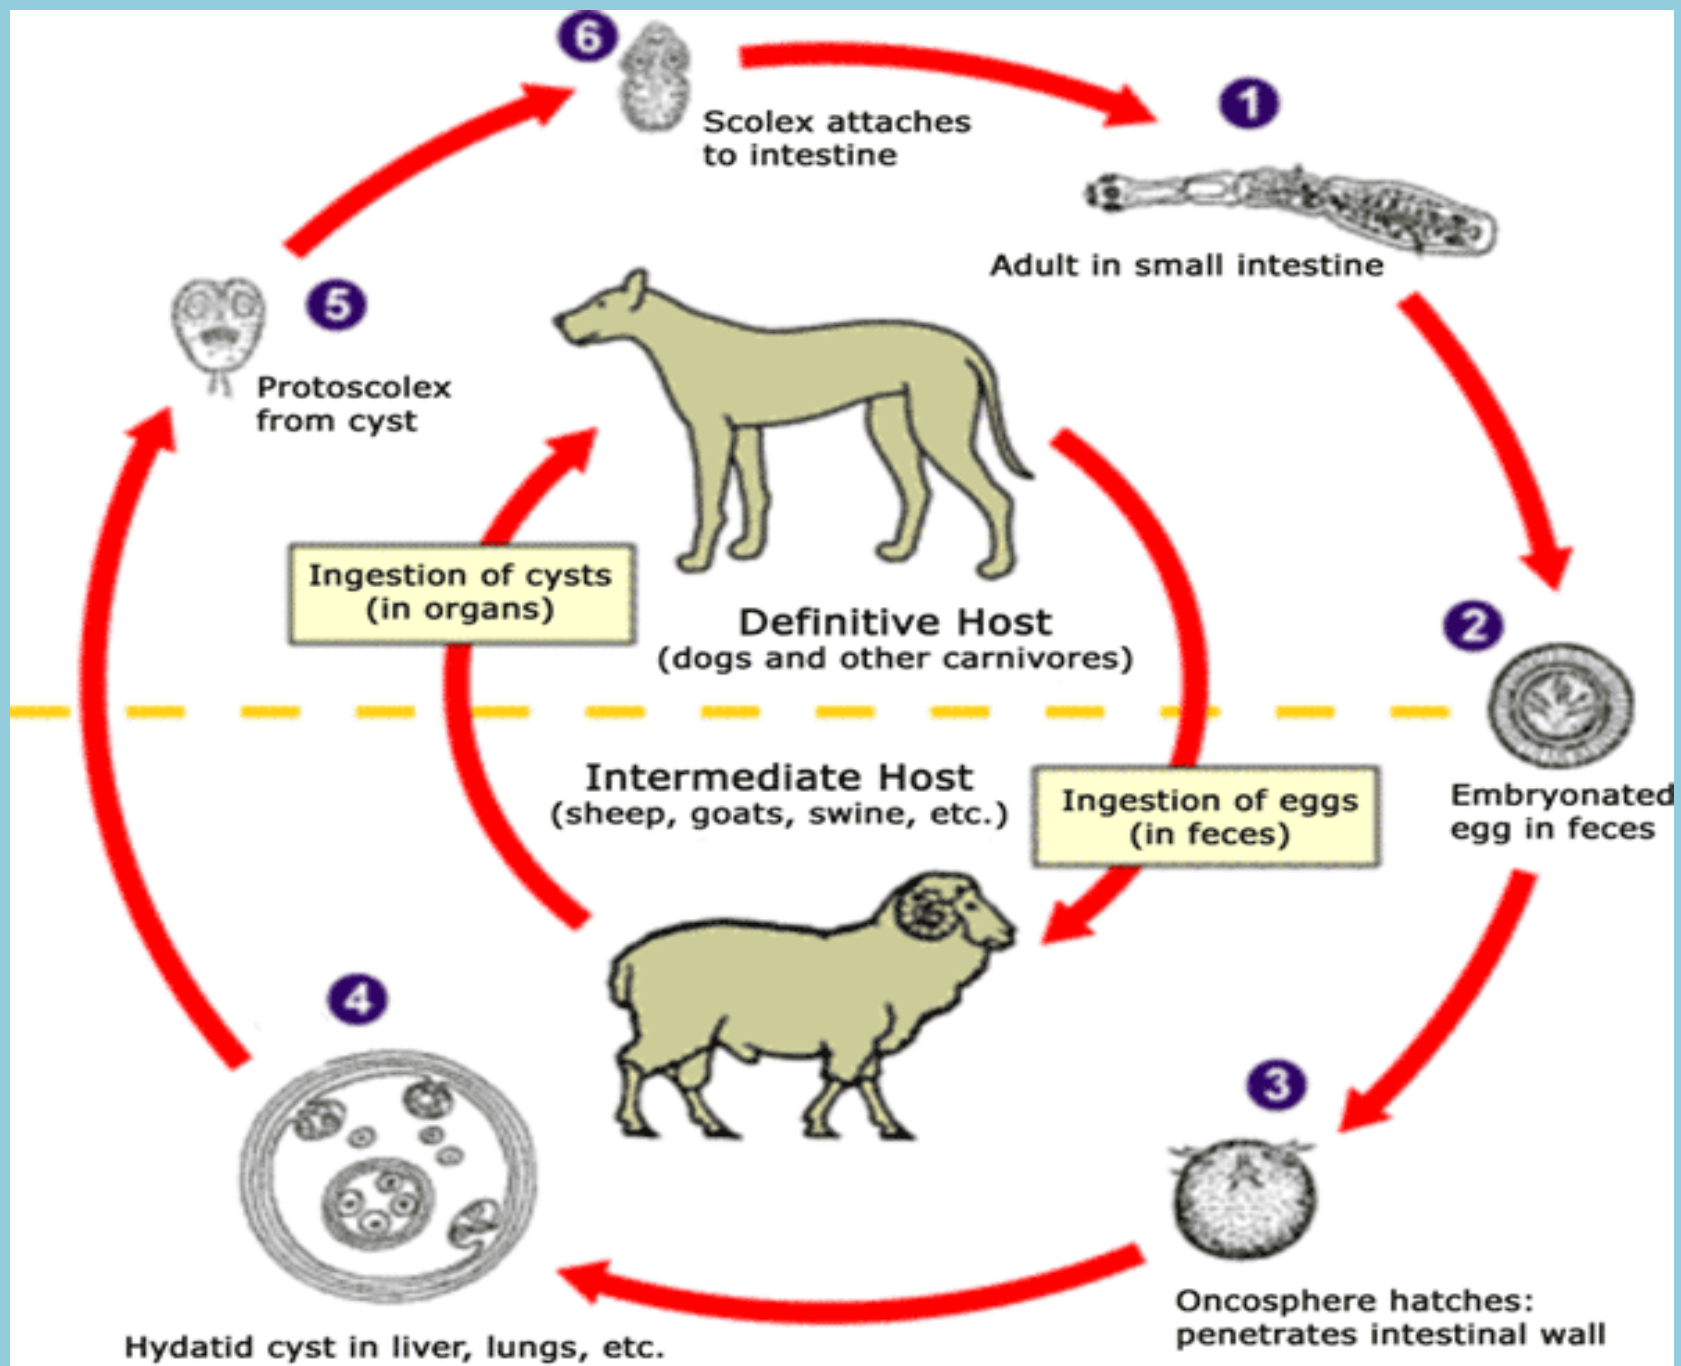 6
Scolex attaches
to intestine
1
Adult in small intestine
5
Protoscolex
from cyst
Ingestion of cysts
(in organs)
Definitive Host
(dogs and other carnivores)
2
Embryonated
egg in feces
Intermediate Host
(sheep, goats, swine, etc.)
Ingestion of eggs
(in feces)
4
Hydatid cyst in liver, lungs, etc.
3
Oncosphere hatches:
penetrates intestinal wall